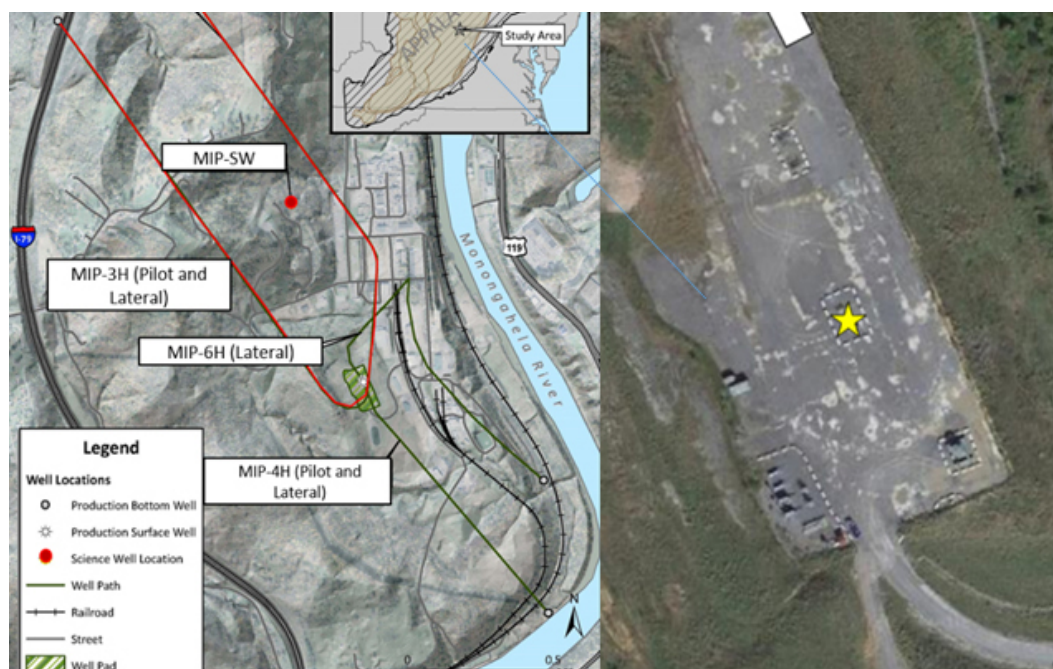 APPALA
Study Area
MIP-SW
I-79
119
MIP-3H (Pilot and
Lateral)
MIP-6H (Lateral)
Monongahela River
MIP-4H (Pilot and
Lateral)
Legend
Well Locations
Production Bottom Well
Production Surface Well
Science Well Location
Well Path
Railroad
Street
Well Pad
N
0 0.5